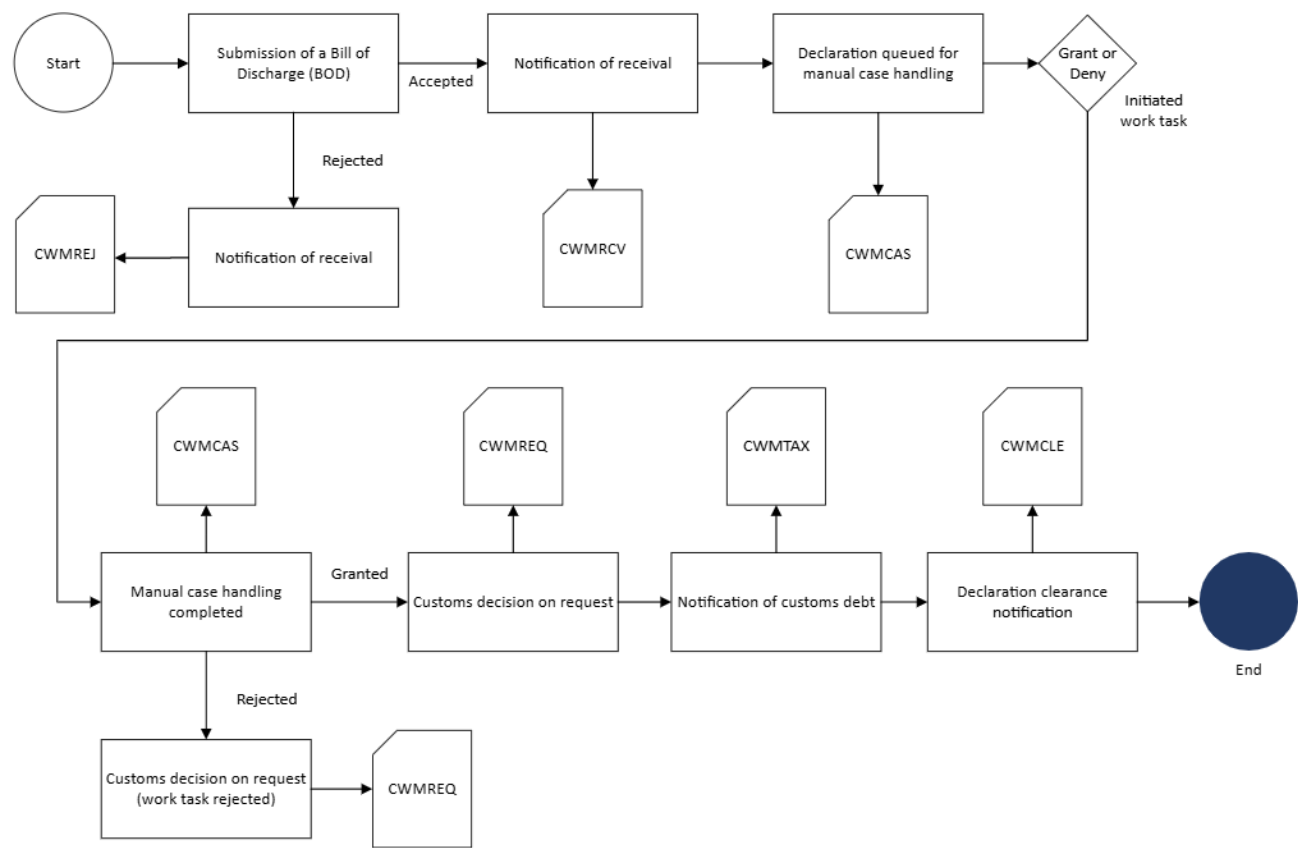 Start
Submission of a Bill of
Discharge (BOD)
Accepted
Notification of receival
Declaration queued for
manual case handling
Grant or
Deny
Initiated
work task
Rejected
CWMREJ
Notification of receival
CWMRCV
CWMCAS
CWMCAS
CWMREQ
CWMTAX
CWMCLE
Manual case handling
completed
Granted
Customs decision on request
Notification of customs debt
Declaration clearance
notification
End
Rejected
Customs decision on request
(work task rejected)
CWMREQ